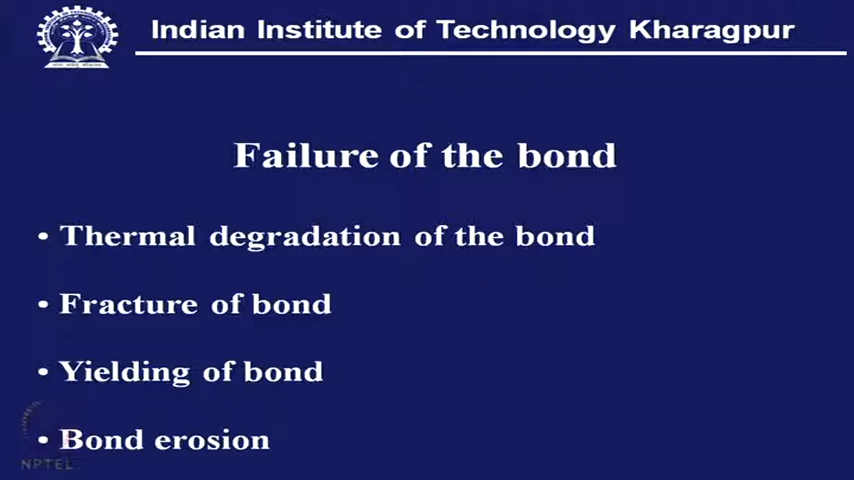 Indian Institute of Technology Kharagpur
Failure of the bond
• Thermal degradation of the bond
• Fracture of bond
• Yielding of bond
• Bond erosion
NPTEL